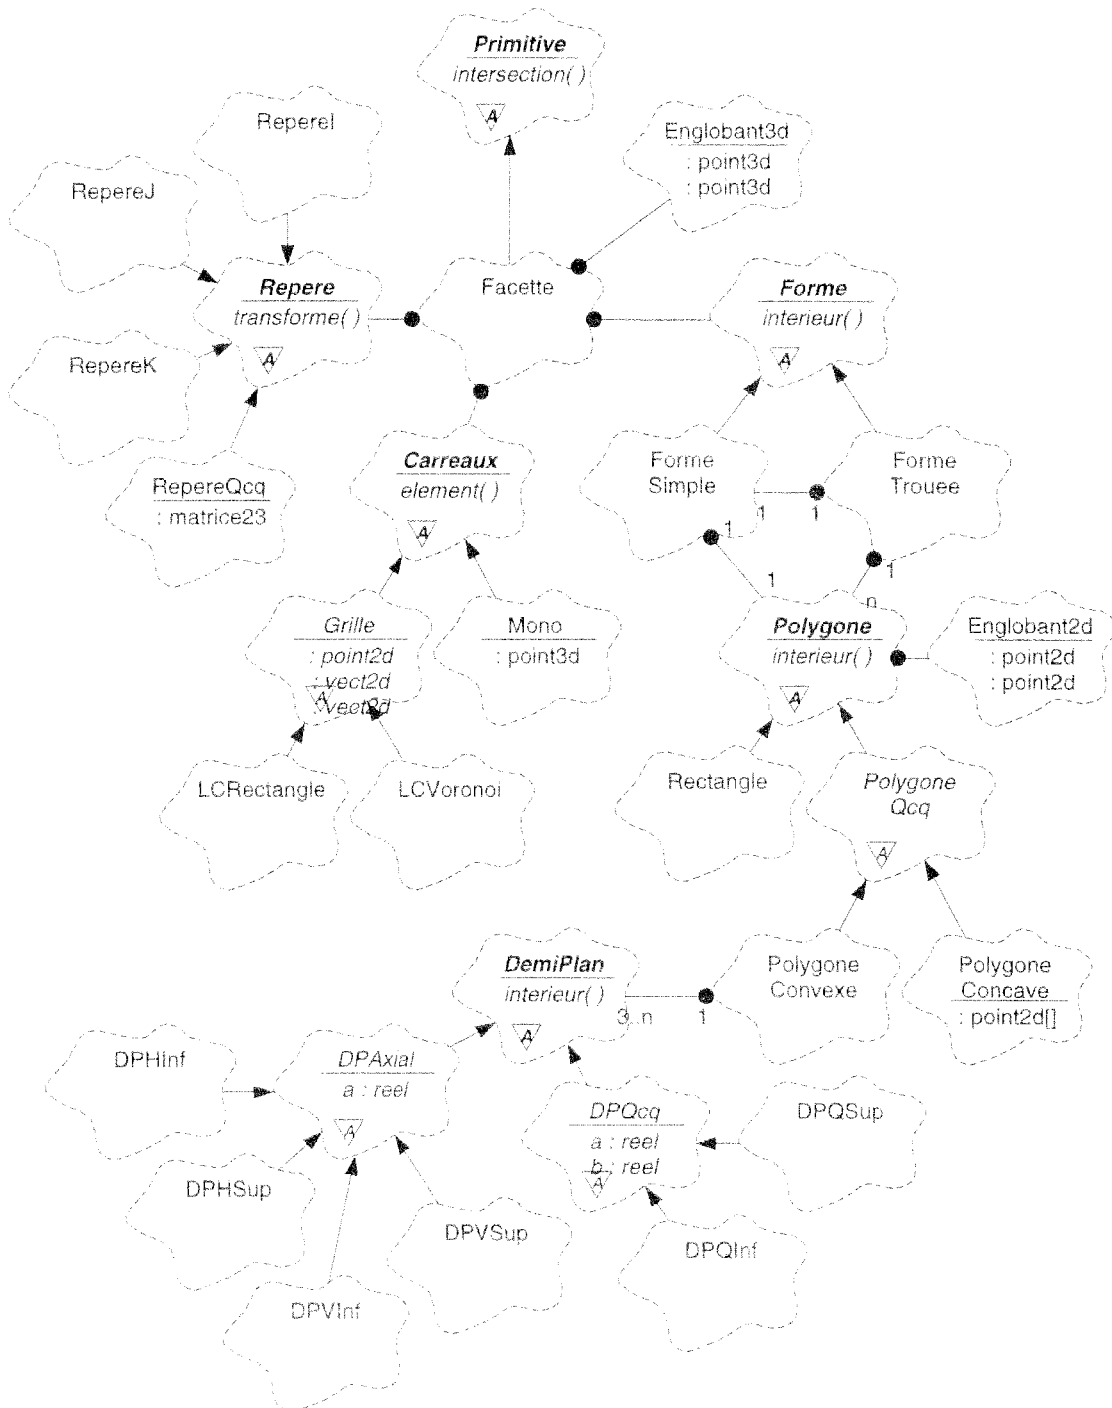 Primitive
intersection( )
A
RepereI
Englobant3d
: point3d
: point3d
RepereJ
Repere
transforme( )
A
Facette
Forme
interieur( )
A
RepereK
RepereQcq
: matrice23
Carreaux
element( )
A
Forme
Simple
Forme
Trouee
1
1
1
1
1
n
Grille
: point2d
: vect2d
: vect2d
A
Mono
: point3d
Polygone
interieur( )
A
Englobant2d
: point2d
: point2d
LCRectangle
LCVoronoi
Rectangle
Polygone
Qcq
A
DemiPlan
interieur( )
A
3..n
1
Polygone
Convexe
Polygone
Concave
: point2d[]
DPHInf
DPAxial
a : reel
A
DPQcq
a : reel
b : reel
A
DPQSup
DPHSup
DPVSup
DPQInf
DPVInf